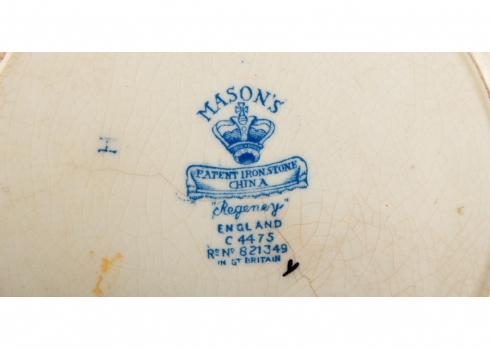 MASON'S
PATENT IRONSTONE
CHINA
"Regency"
ENGLAND
C 4475
RD NO 821349
IN GT BRITAIN
H